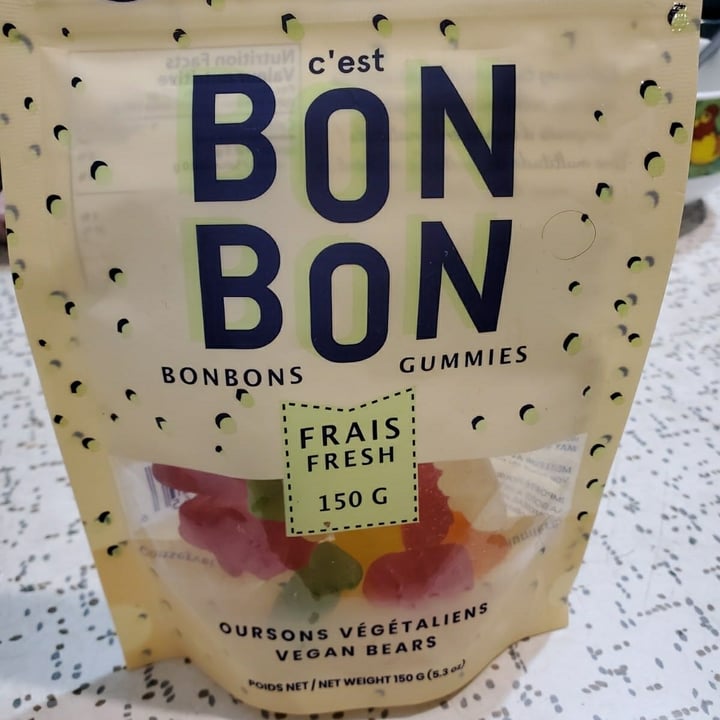 c'est
BON
BON
BONBONS GUMMIES
FRAIS
FRESH
150 G
OURSONS VÉGÉTALIENS
VEGAN BEARS
POIDS NET / NET WEIGHT 150 G (5.3 oz)